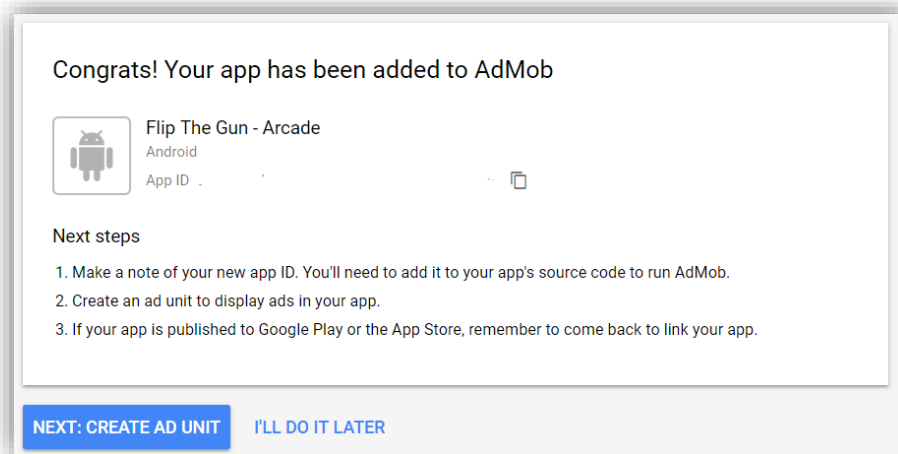 Congrats! Your app has been added to AdMob
Flip The Gun - Arcade
Android
App ID
Next steps
1. Make a note of your new app ID. You'll need to add it to your app's source code to run AdMob.
2. Create an ad unit to display ads in your app.
3. If your app is published to Google Play or the App Store, remember to come back to link your app.
NEXT: CREATE AD UNIT I'LL DO IT LATER